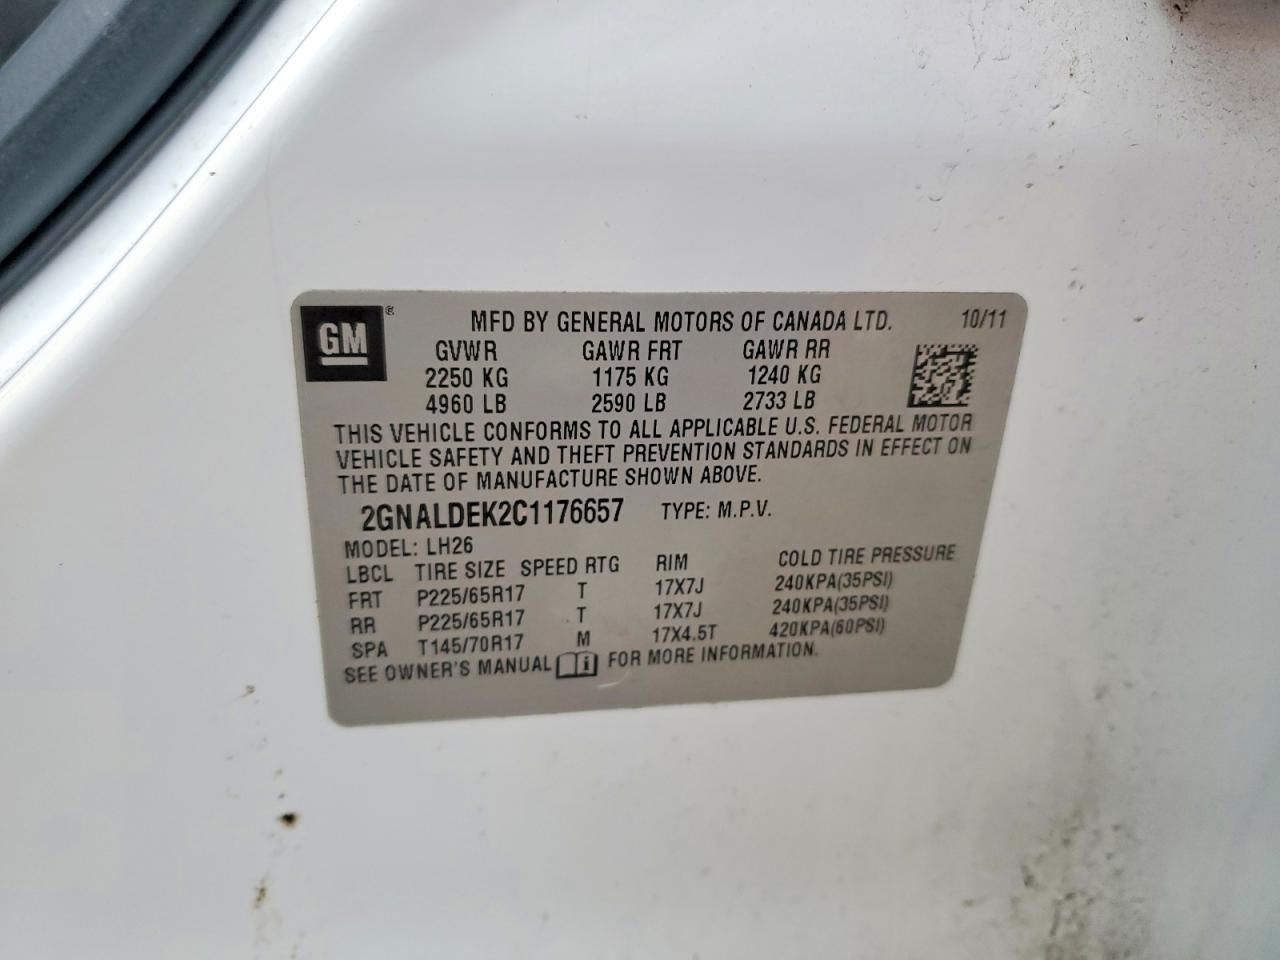 GM ® MFD BY GENERAL MOTORS OF CANADA LTD. 10/11
GVWR GAWR FRT GAWR RR
2250 KG 1175 KG 1240 KG
4960 LB 2590 LB 2733 LB
THIS VEHICLE CONFORMS TO ALL APPLICABLE U.S. FEDERAL MOTOR
VEHICLE SAFETY AND THEFT PREVENTION STANDARDS IN EFFECT ON
THE DATE OF MANUFACTURE SHOWN ABOVE.
2GNALDEK2C1176657 TYPE: M.P.V.
MODEL: LH26
LBCL TIRE SIZE SPEED RTG RIM COLD TIRE PRESSURE
FRT P225/65R17 T 17X7J 240KPA(35PSI)
RR P225/65R17 T 17X7J 240KPA(35PSI)
SPA T145/70R17 M 17X4.5T 420KPA(60PSI)
SEE OWNER'S MANUAL i FOR MORE INFORMATION.